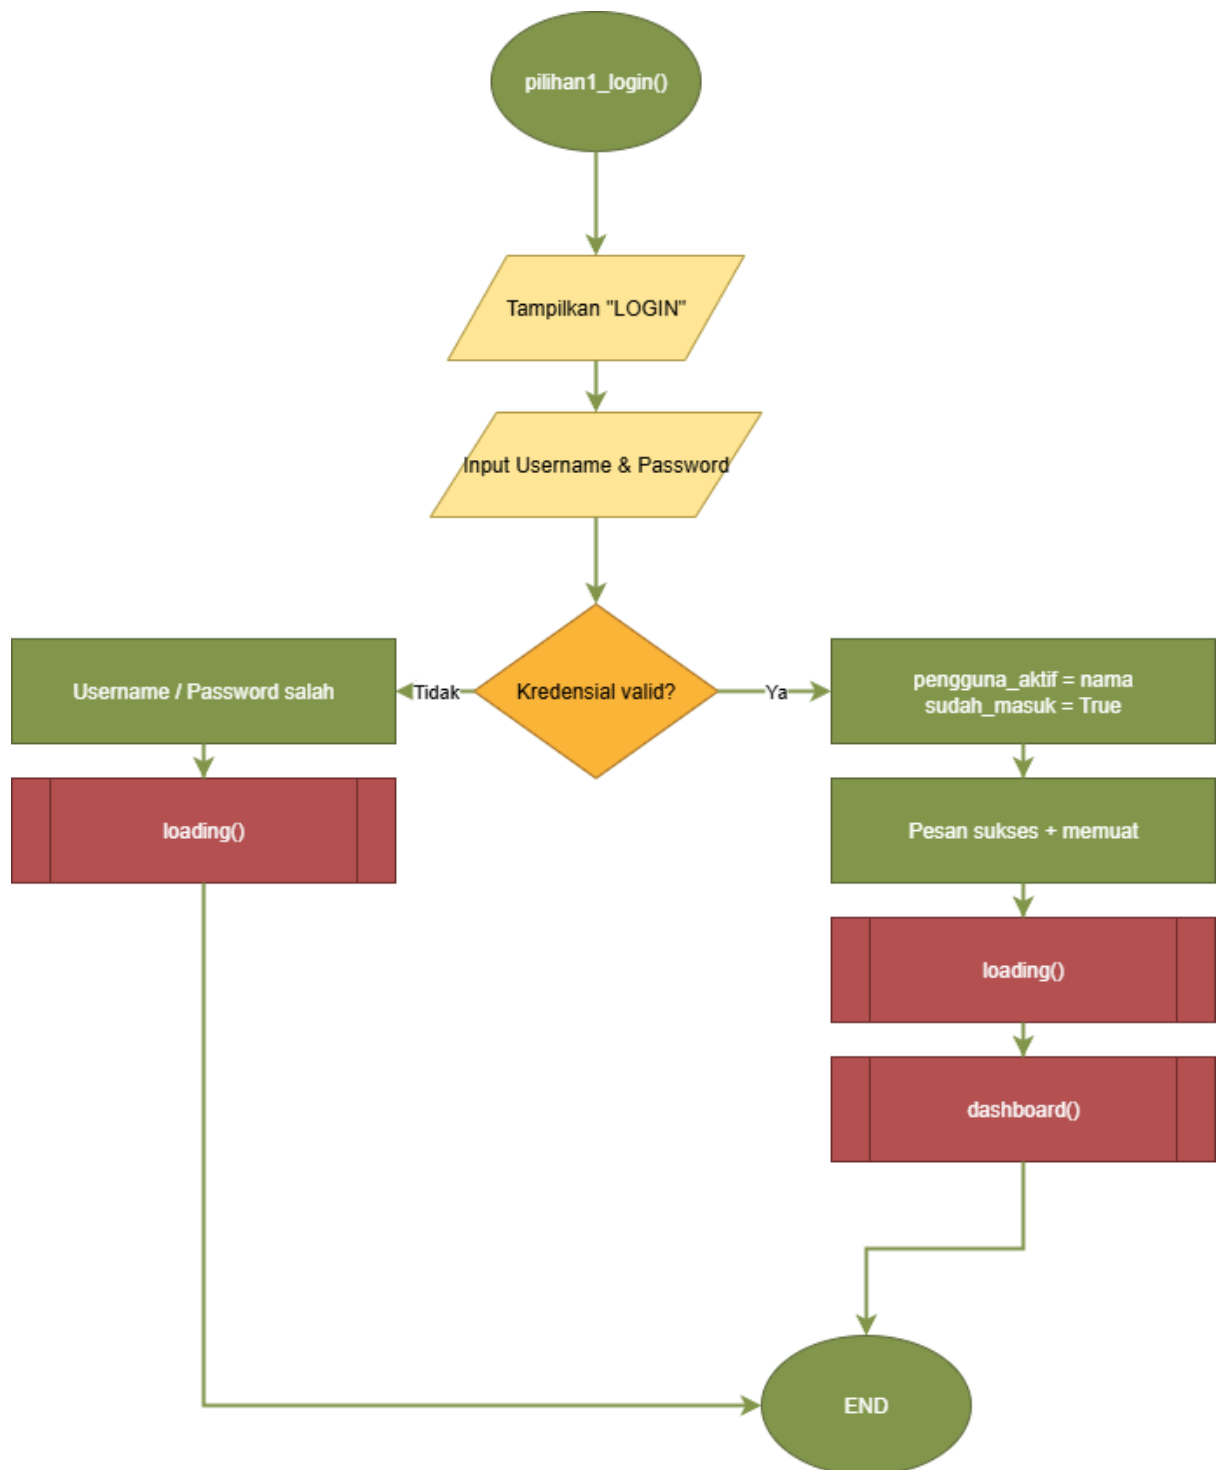 pilihan1_login()
Tampilkan "LOGIN"
Input Username & Password
Kredensial valid?
Tidak
Ya
Username / Password salah
loading()
pengguna_aktif = nama
sudah_masuk = True
Pesan sukses + memuat
loading()
dashboard()
END